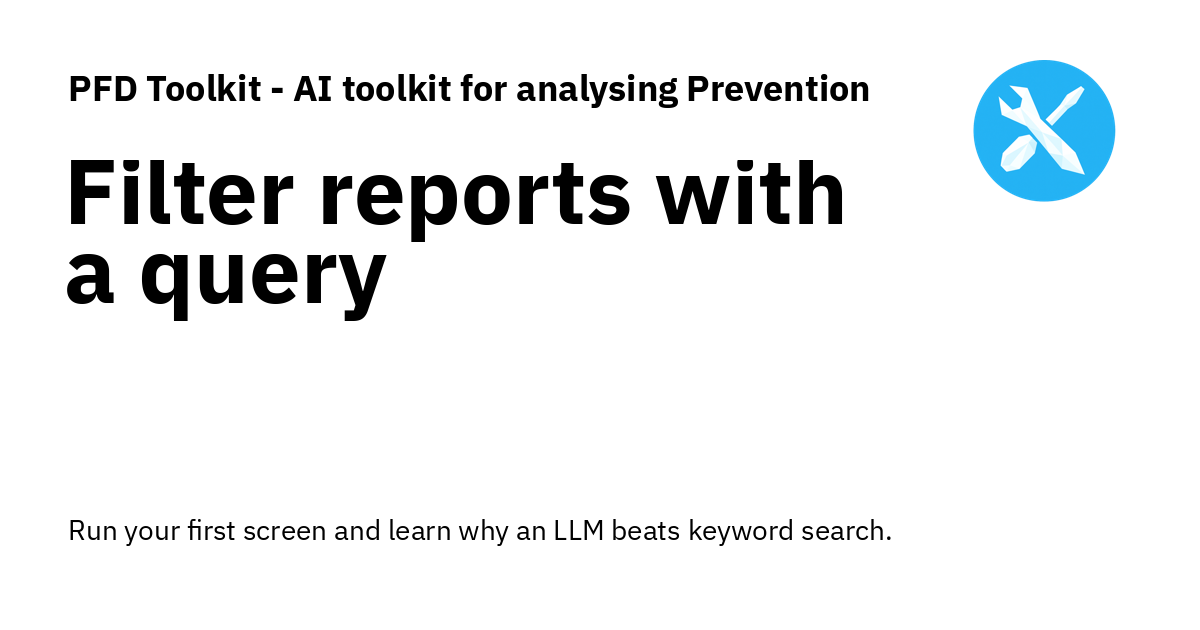 PFD Toolkit - AI toolkit for analysing Prevention
Filter reports with
a query
Run your first screen and learn why an LLM beats keyword search.